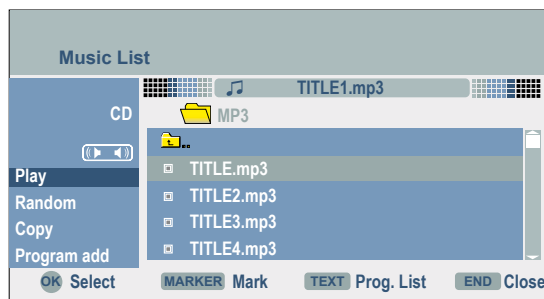 Music List
TITLE1.mp3
CD
MP3
..
Play
TITLE.mp3
Random
TITLE2.mp3
Copy
TITLE3.mp3
Program add
TITLE4.mp3
OK Select MARKER Mark TEXT Prog. List END Close